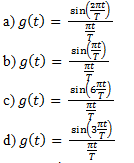 a) g(t) = sin(2πt/T) / πt/T
b) g(t) = sin(πt/T) / πt/T
c) g(t) = sin(6πt/T) / πt/T
d) g(t) = sin(3πt/T) / πt/T